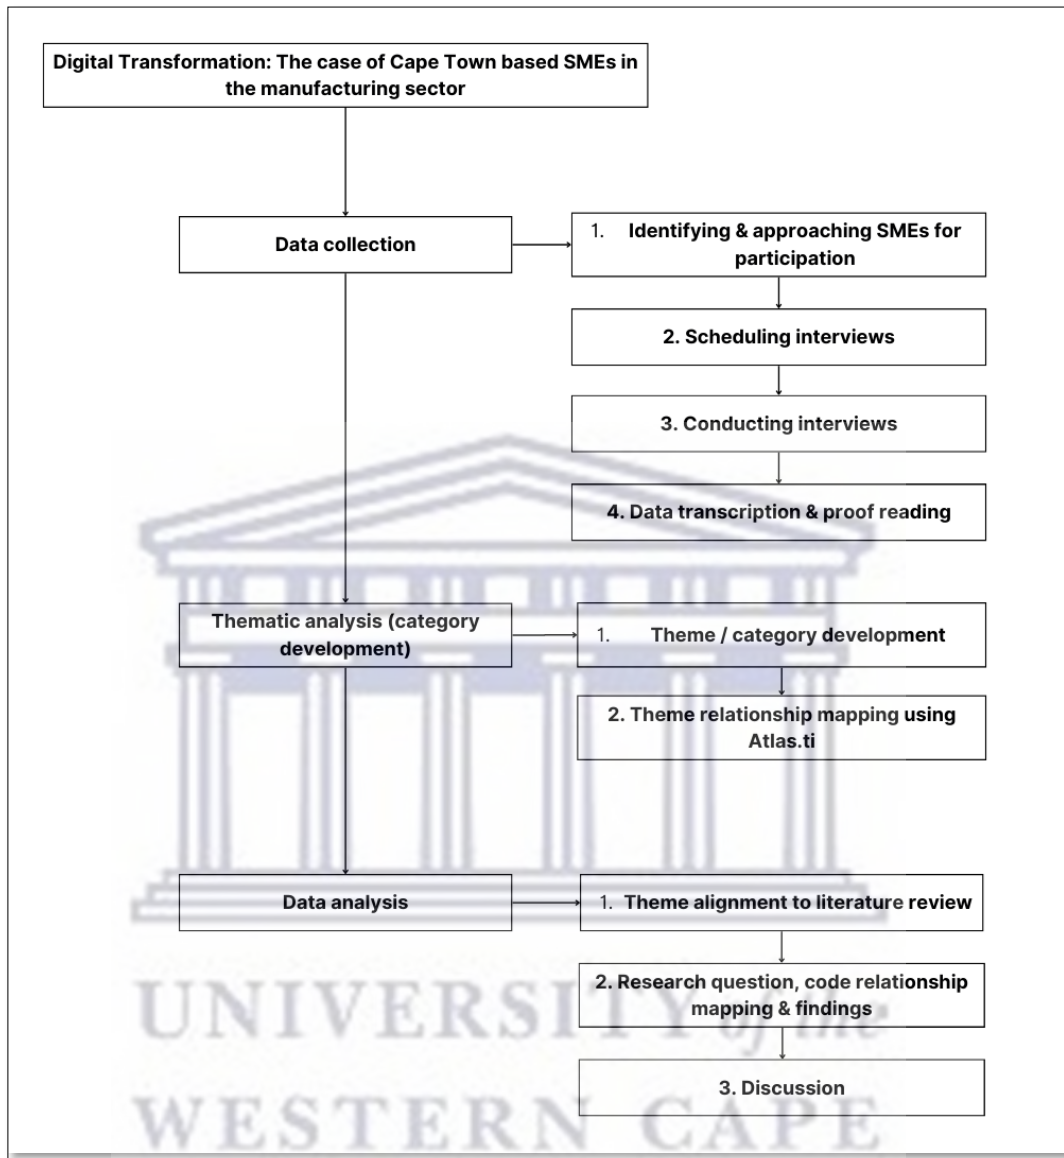 Digital Transformation: The case of Cape Town based SMEs in
the manufacturing sector
Data collection
1. Identifying & approaching SMEs for
participation
2. Scheduling interviews
3. Conducting interviews
4. Data transcription & proof reading
Thematic analysis (category
development)
1. Theme / category development
2. Theme relationship mapping using
Atlas.ti
Data analysis
1. Theme alignment to literature review
2. Research question, code relationship
mapping & findings
3. Discussion
UNIVERSITY of the
WESTERN CAPE